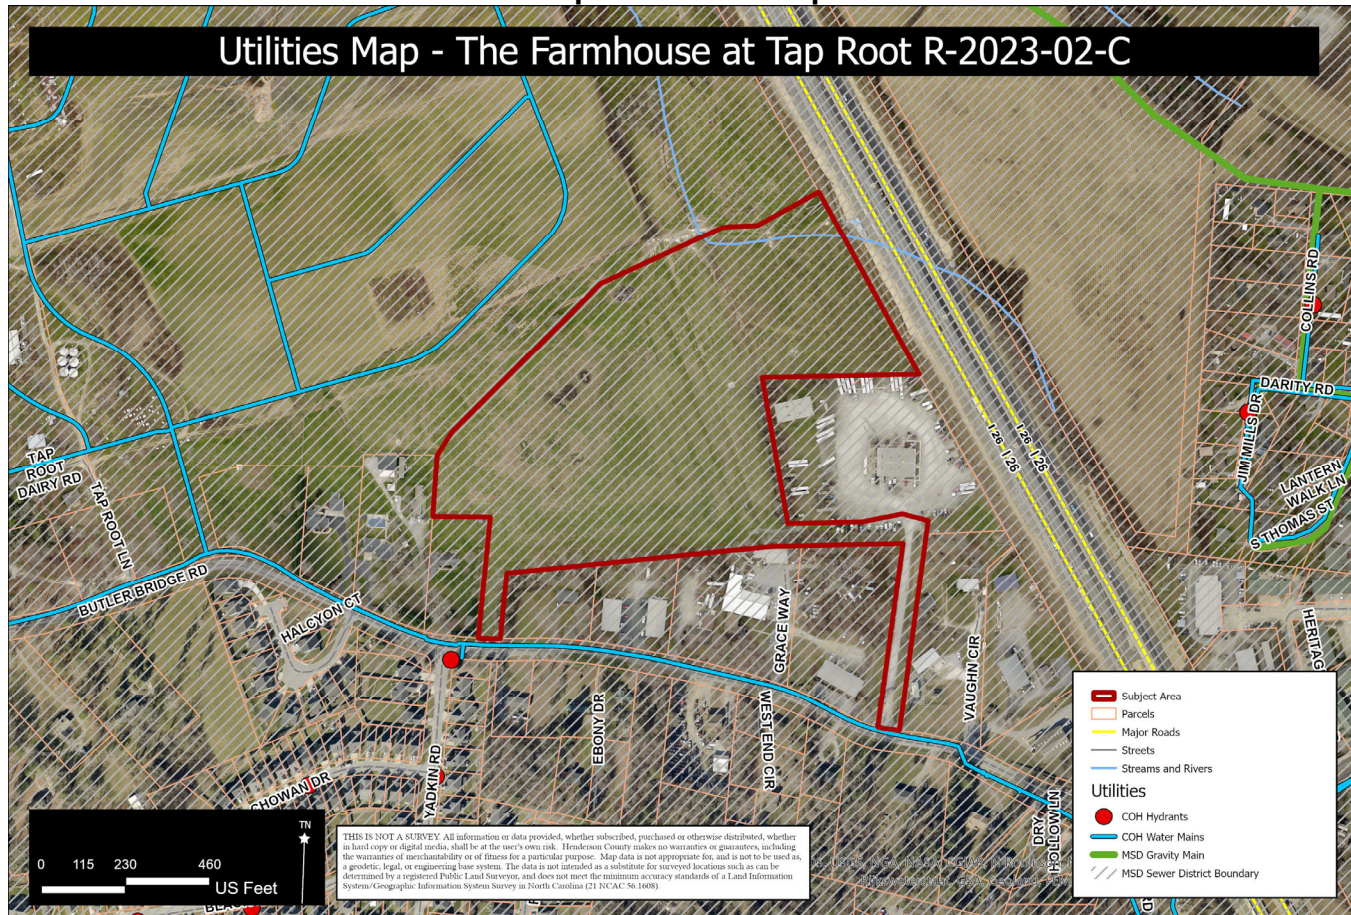 Utilities Map - The Farmhouse at Tap Root R-2023-02-C
COLLINS RD
DARITY RD
JIM MILLS DR
LANTERN
WALK LN
S THOMAS ST
I 26
I 26
I 26
I 26
TAP
ROOT
DAIRY RD
TAP ROOT LN
BUTLER BRIDGE RD
HALCYON CT
GRACE WAY
VAUGHN CIR
HERITAG
EBONY DR
WEST END CIR
YADKIN RD
CHOWAN DR
DRY
HOLLOW LN
RD
Subject Area
Parcels
Major Roads
Streets
Streams and Rivers
Utilities
COH Hydrants
COH Water Mains
MSD Gravity Main
MSD Sewer District Boundary
TN
0 115 230 460
US Feet
THIS IS NOT A SURVEY. All information or data provided, whether subscribed, purchased or otherwise distributed, whether
in hard copy or digital media, shall be at the user's own risk. Henderson County makes no warranties or guarantees, including
the warranties of merchantability or of fitness for a particular purpose. Map data is not appropriate for, and is not to be used as,
a geodetic, legal, or engineering base system. The data is not intended as a substitute for surveyed locations such as can be
determined by a registered Public Land Surveyor, and does not meet the minimum accuracy standards of a Land Information
System/Geographic Information System Survey in North Carolina (21 NCAC 56.1608).
USGS, NGA, NASA, CGIAR,
GSA, Geoland